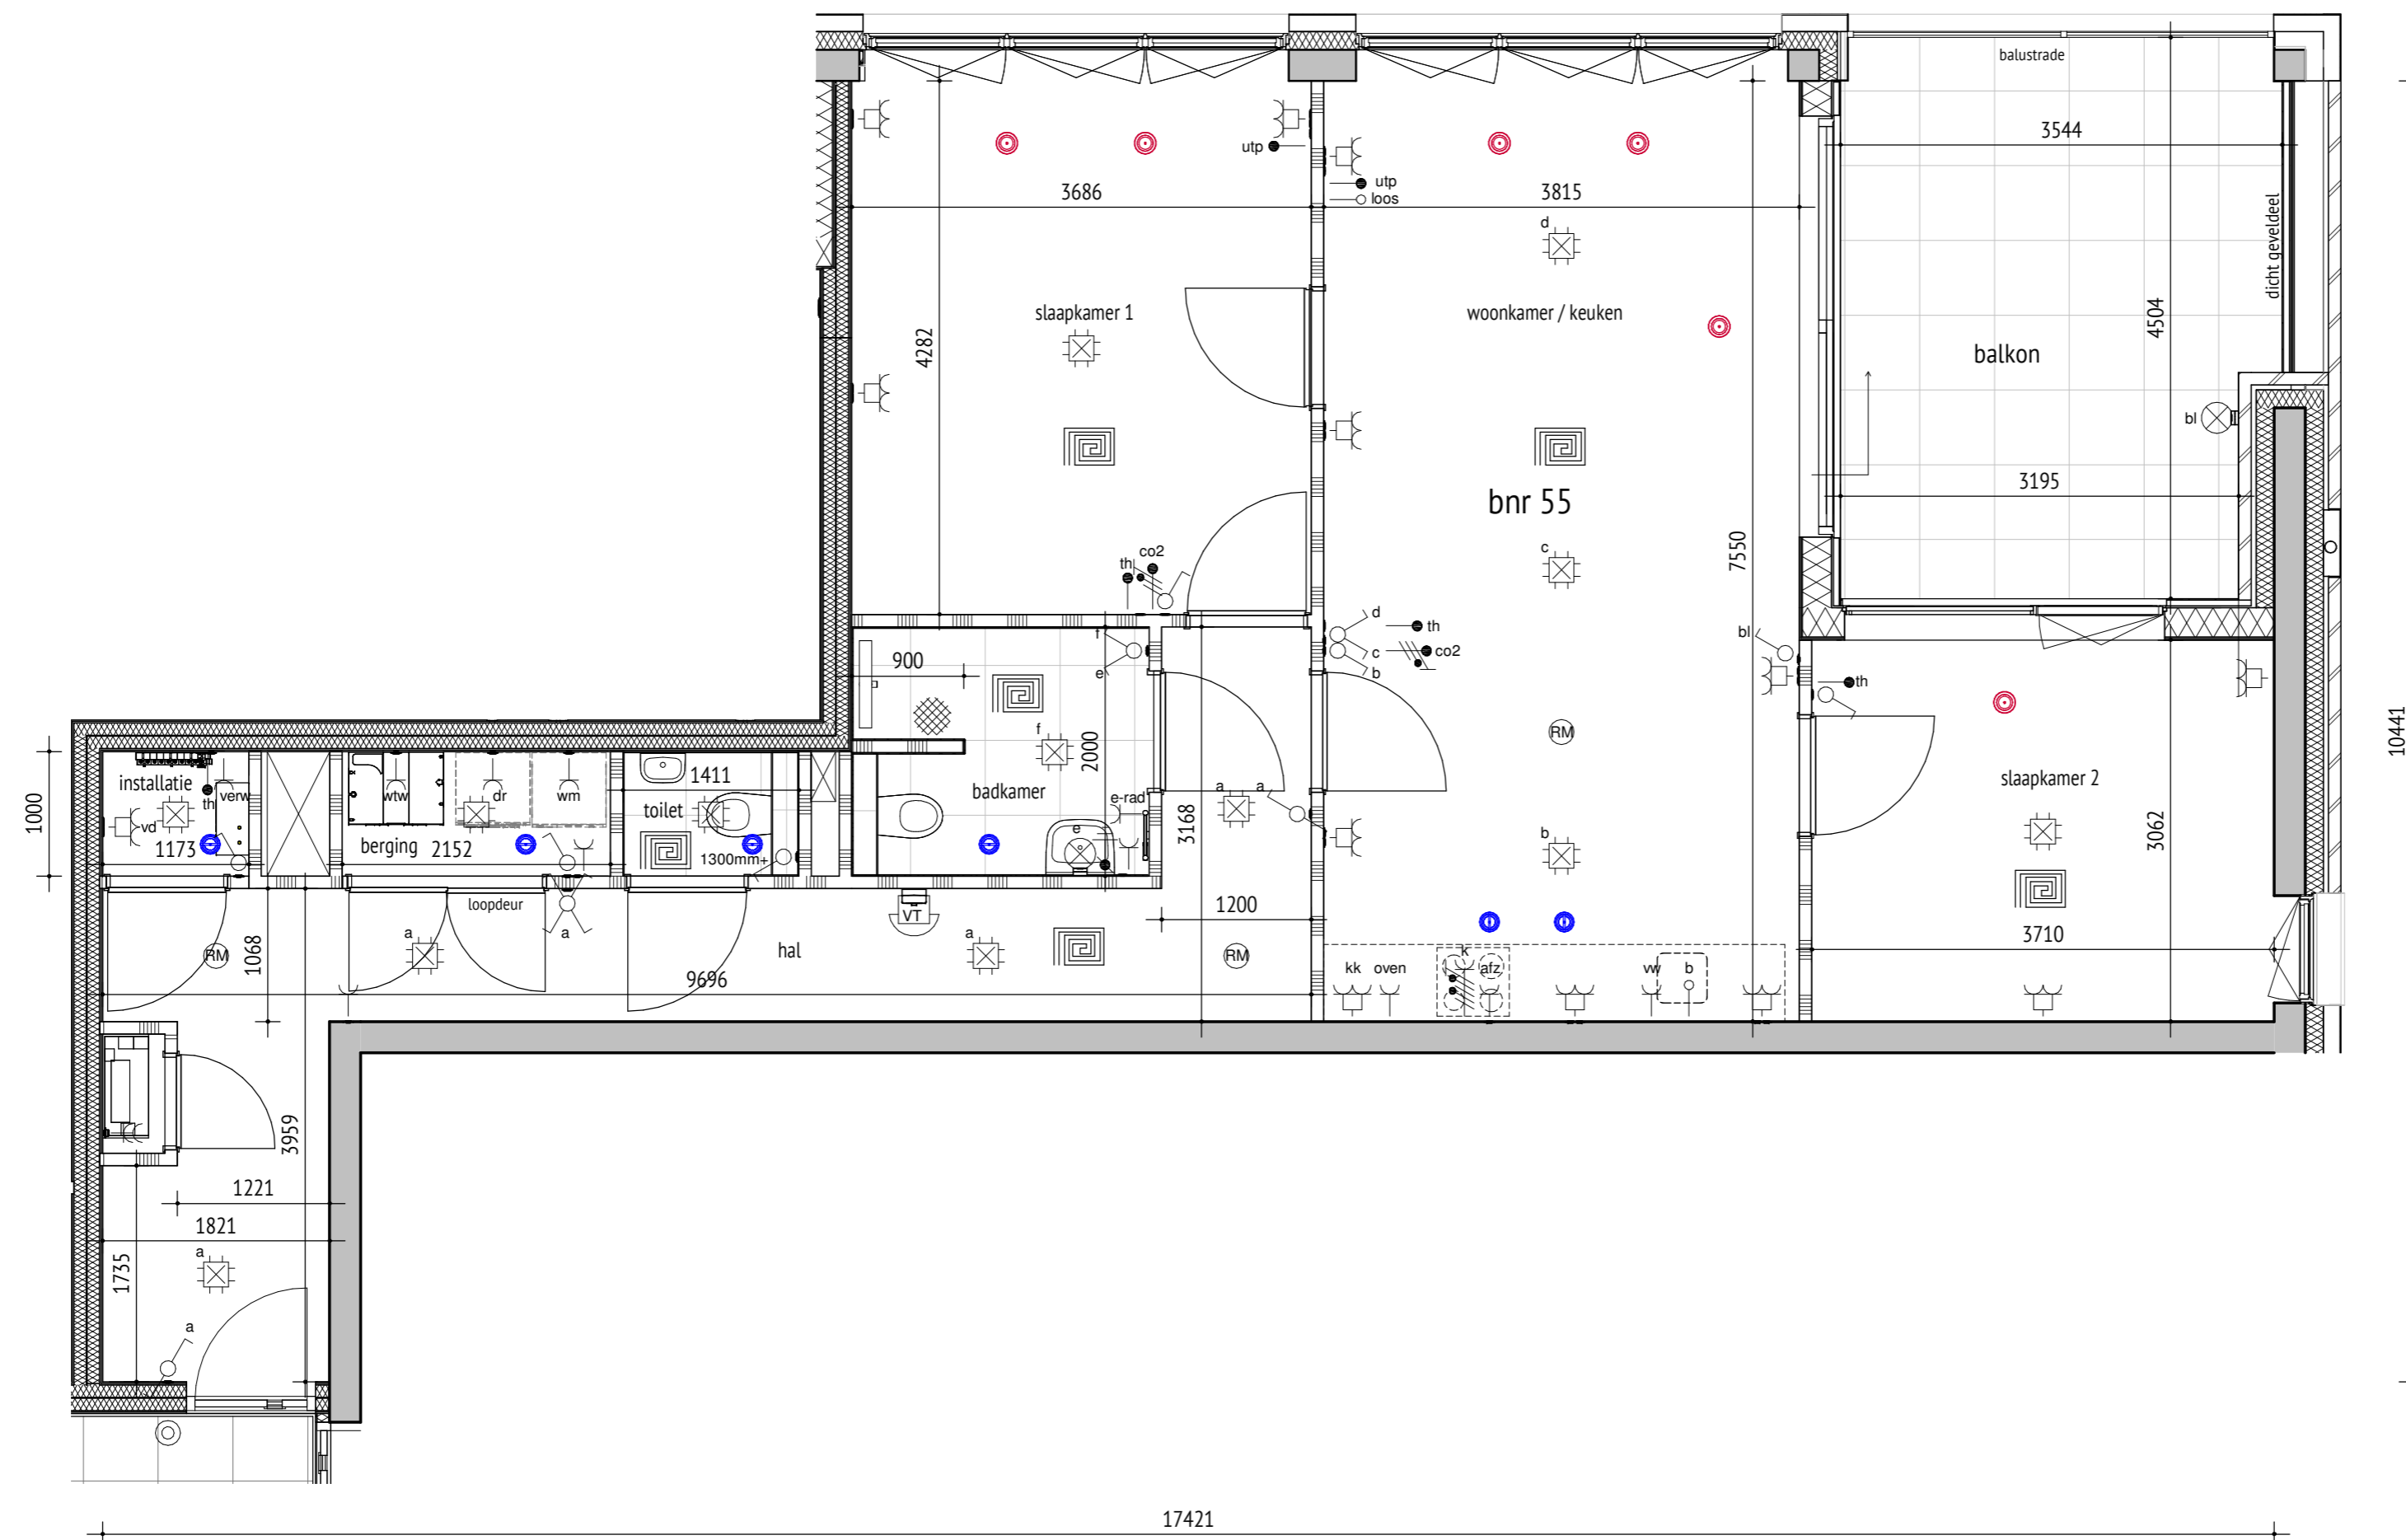 balustrade
3544
utp
utp
loos
3686
3815
d
dicht geveldeel
slaapkamer 1
woonkamer / keuken
4282
4504
balkon
bl
3195
bnr 55
7550
c
co2
th
d
th
c
co2
b
bl
f
e
900
th
10441
f
2000
RM
1000
installatie
th
verw
vd
1173
wtw
dr
wm
berging
2152
1411
toilet
1300mm+
badkamer
e-rad
e
a
a
3168
b
slaapkamer 2
3062
loopdeur
VT
1200
a
a
a
hal
RM
1068
RM
9696
3710
kk
oven
k
afz
vw
b
3959
1221
1821
1735
a
a
17421